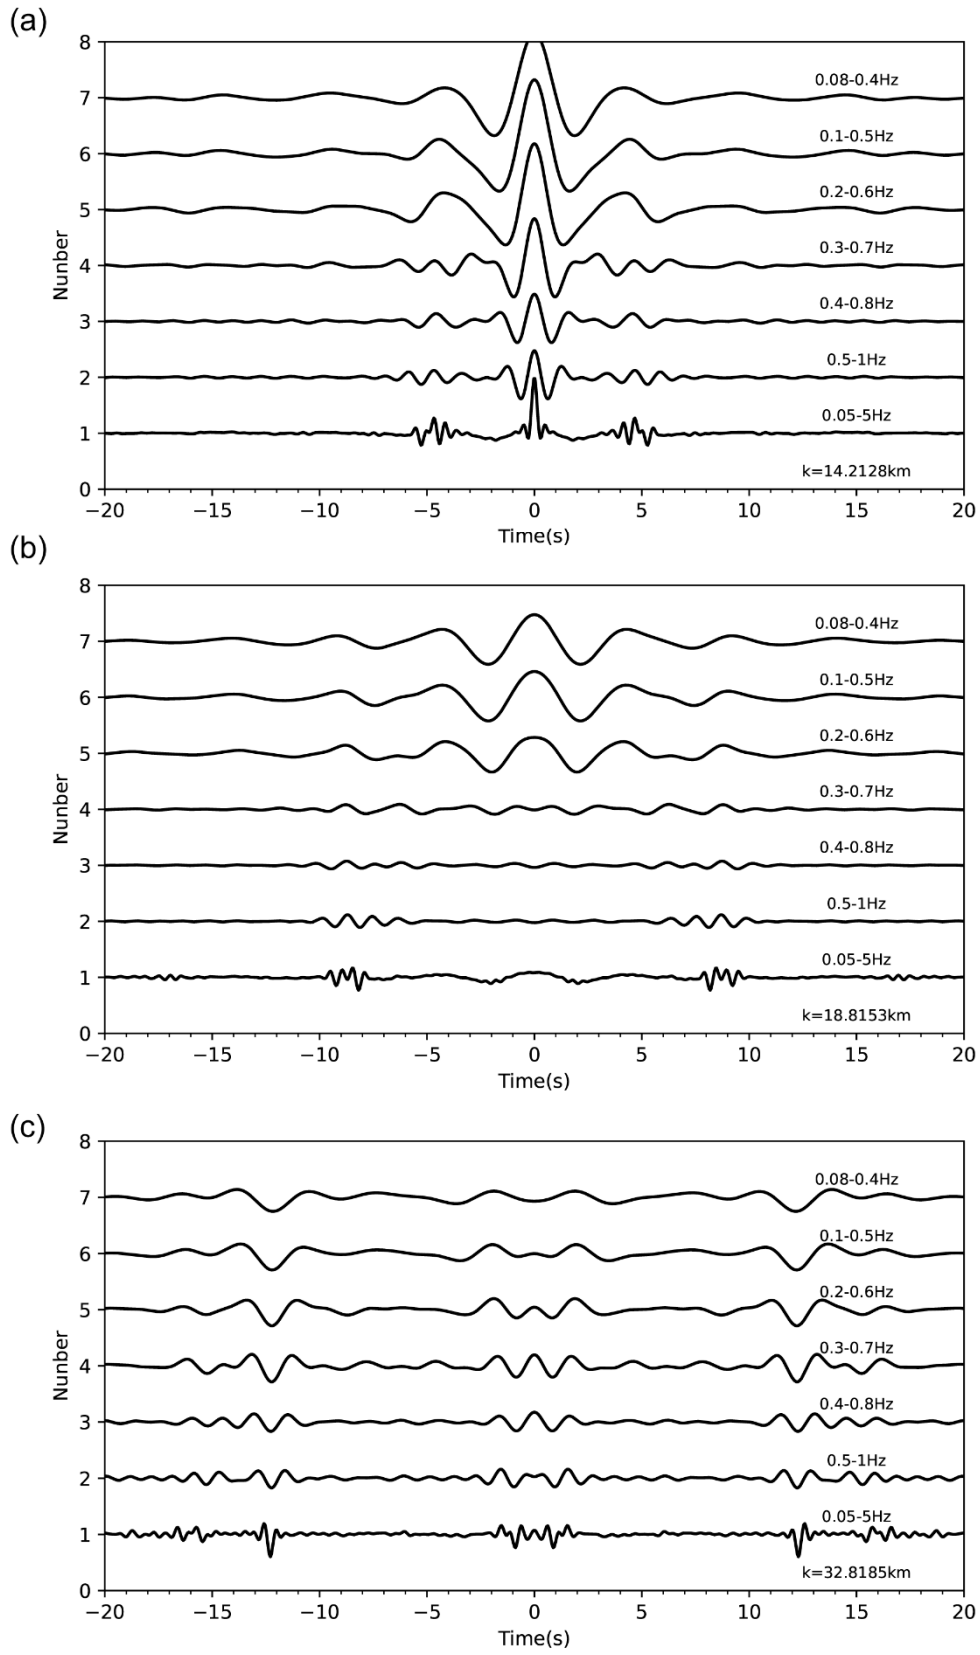 (a)
8
0.08-0.4Hz
7
0.1-0.5Hz
6
0.2-0.6Hz
5
0.3-0.7Hz
4
0.4-0.8Hz
3
0.5-1Hz
2
0.05-5Hz
1
k=14.2128km
0
Nunber
−20 −15 −10 −5 0 5 10 15 20
Time(s)
(b)
8
0.08-0.4Hz
7
0.1-0.5Hz
6
0.2-0.6Hz
5
0.3-0.7Hz
4
0.4-0.8Hz
3
0.5-1Hz
2
0.05-5Hz
1
k=18.8153km
0
Nunber
−20 −15 −10 −5 0 5 10 15 20
Time(s)
(c)
8
0.08-0.4Hz
7
0.1-0.5Hz
6
0.2-0.6Hz
5
0.3-0.7Hz
4
0.4-0.8Hz
3
0.5-1Hz
2
0.05-5Hz
1
k=32.8185km
0
Nunber
−20 −15 −10 −5 0 5 10 15 20
Time(s)